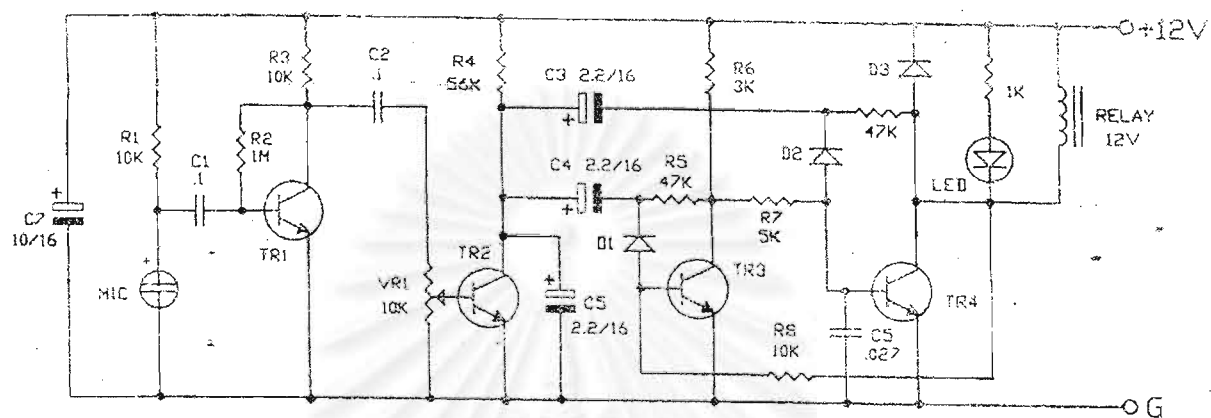 +12V
R3
10K
C2
.1
R4
56K
C3 2.2/16
R6
3K
D3
1K
RELAY
12V
R1
10K
R2
1M
C1
.1
47K
D2
C4 2.2/16
R5
47K
LED
C7
10/16
+
TR1
R7
5K
D1
TR2
TR3
MIC
VR1
10K
C5
2.2/16
TR4
R8
10K
C5
.027
G